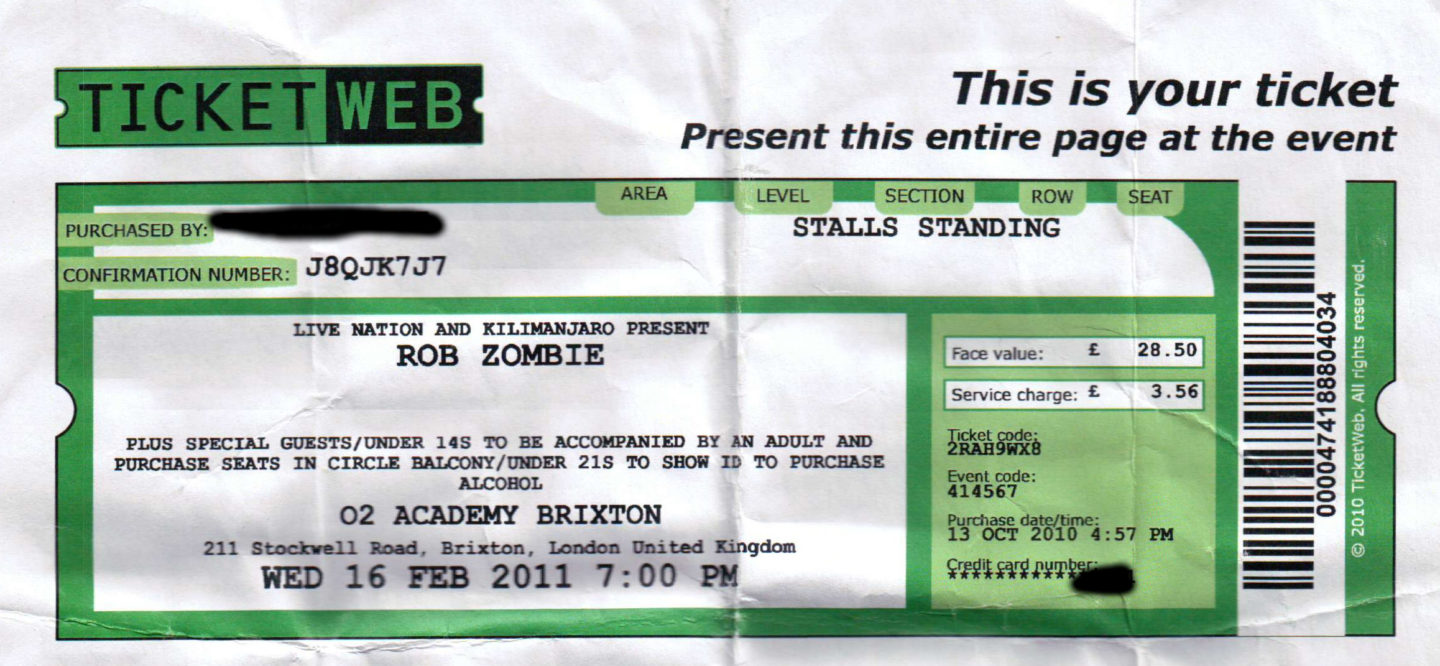 TICKETWEB
This is your ticket
Present this entire page at the event
AREA LEVEL SECTION ROW SEAT
PURCHASED BY:
STALLS STANDING
CONFIRMATION NUMBER: J8QJK7J7
LIVE NATION AND KILIMANJARO PRESENT
ROB ZOMBIE
PLUS SPECIAL GUESTS/UNDER 14S TO BE ACCOMPANIED BY AN ADULT AND
PURCHASE SEATS IN CIRCLE BALCONY/UNDER 21S TO SHOW ID TO PURCHASE
ALCOHOL
O2 ACADEMY BRIXTON
211 Stockwell Road, Brixton, London United Kingdom
WED 16 FEB 2011 7:00 PM
Face value: £ 28.50
Service charge: £ 3.56
Ticket code:
2RAH9WX8
Event code:
414567
Purchase date/time:
13 OCT 2010 4:57 PM
Credit card number:
************
0000474188804034
© 2010 TicketWeb. All rights reserved.